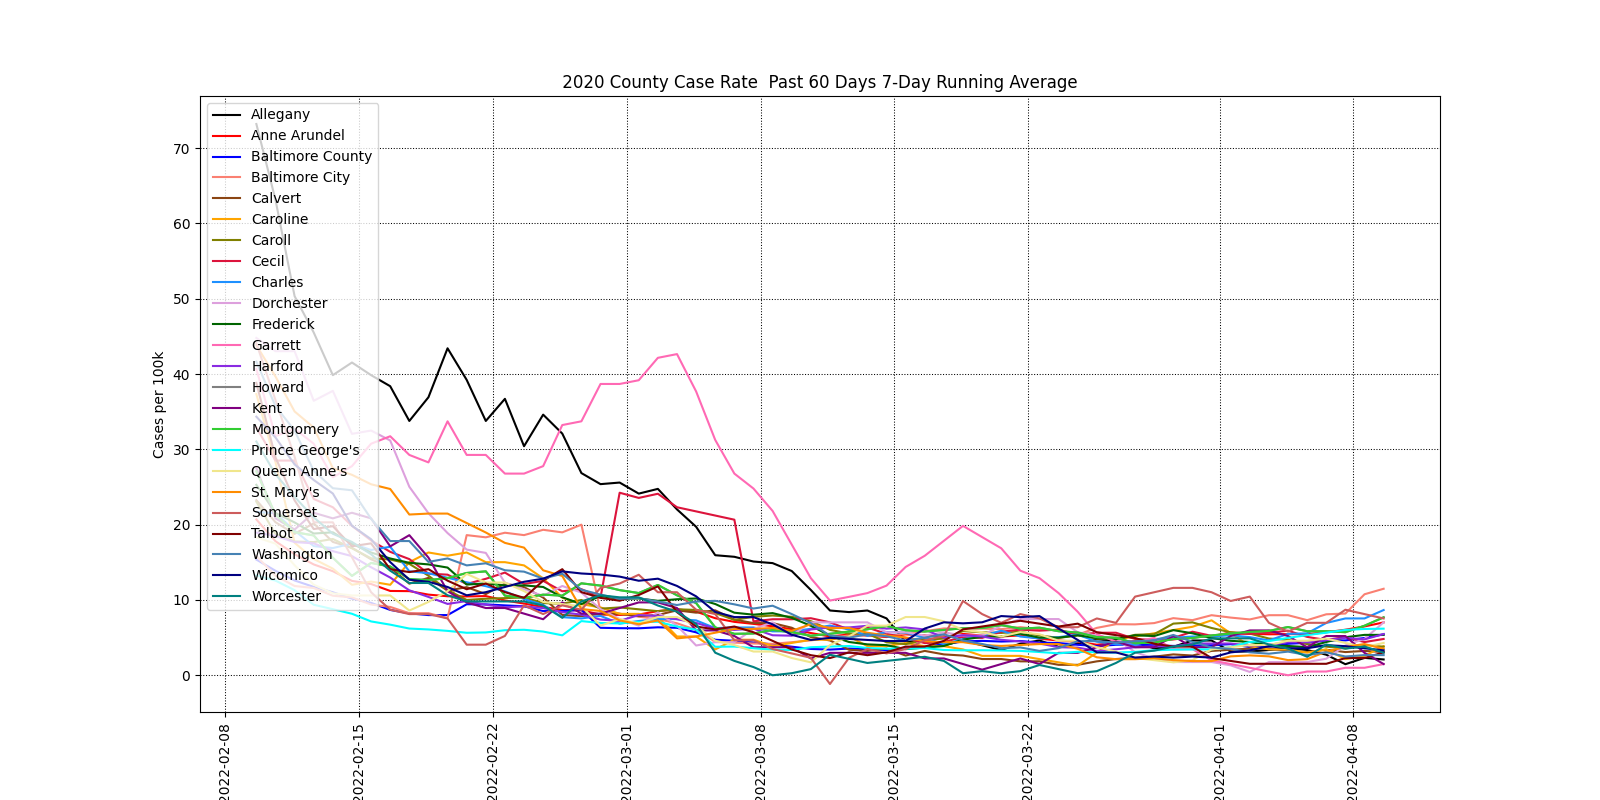 2020 County Case Rate  Past 60 Days 7-Day Running Average
Cases per 100k
70
60
50
40
30
20
10
0
Allegany
Anne Arundel
Baltimore County
Baltimore City
Calvert
Caroline
Caroll
Cecil
Charles
Dorchester
Frederick
Garrett
Harford
Howard
Kent
Montgomery
Prince George's
Queen Anne's
St. Mary's
Somerset
Talbot
Washington
Wicomico
Worcester
2022-02-08
2022-02-15
2022-02-22
2022-03-01
2022-03-08
2022-03-15
2022-03-22
2022-04-01
2022-04-08